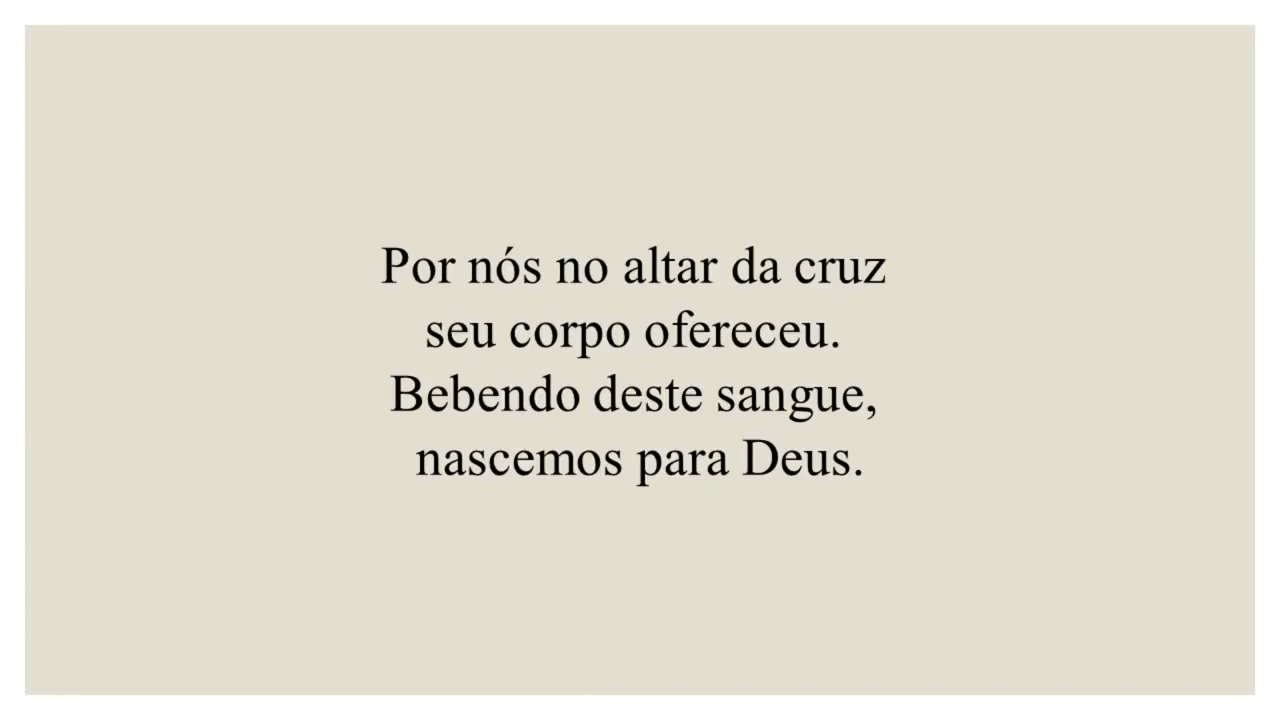 Por nós no altar da cruz
seu corpo ofereceu.
Bebendo deste sangue,
nascemos para Deus.